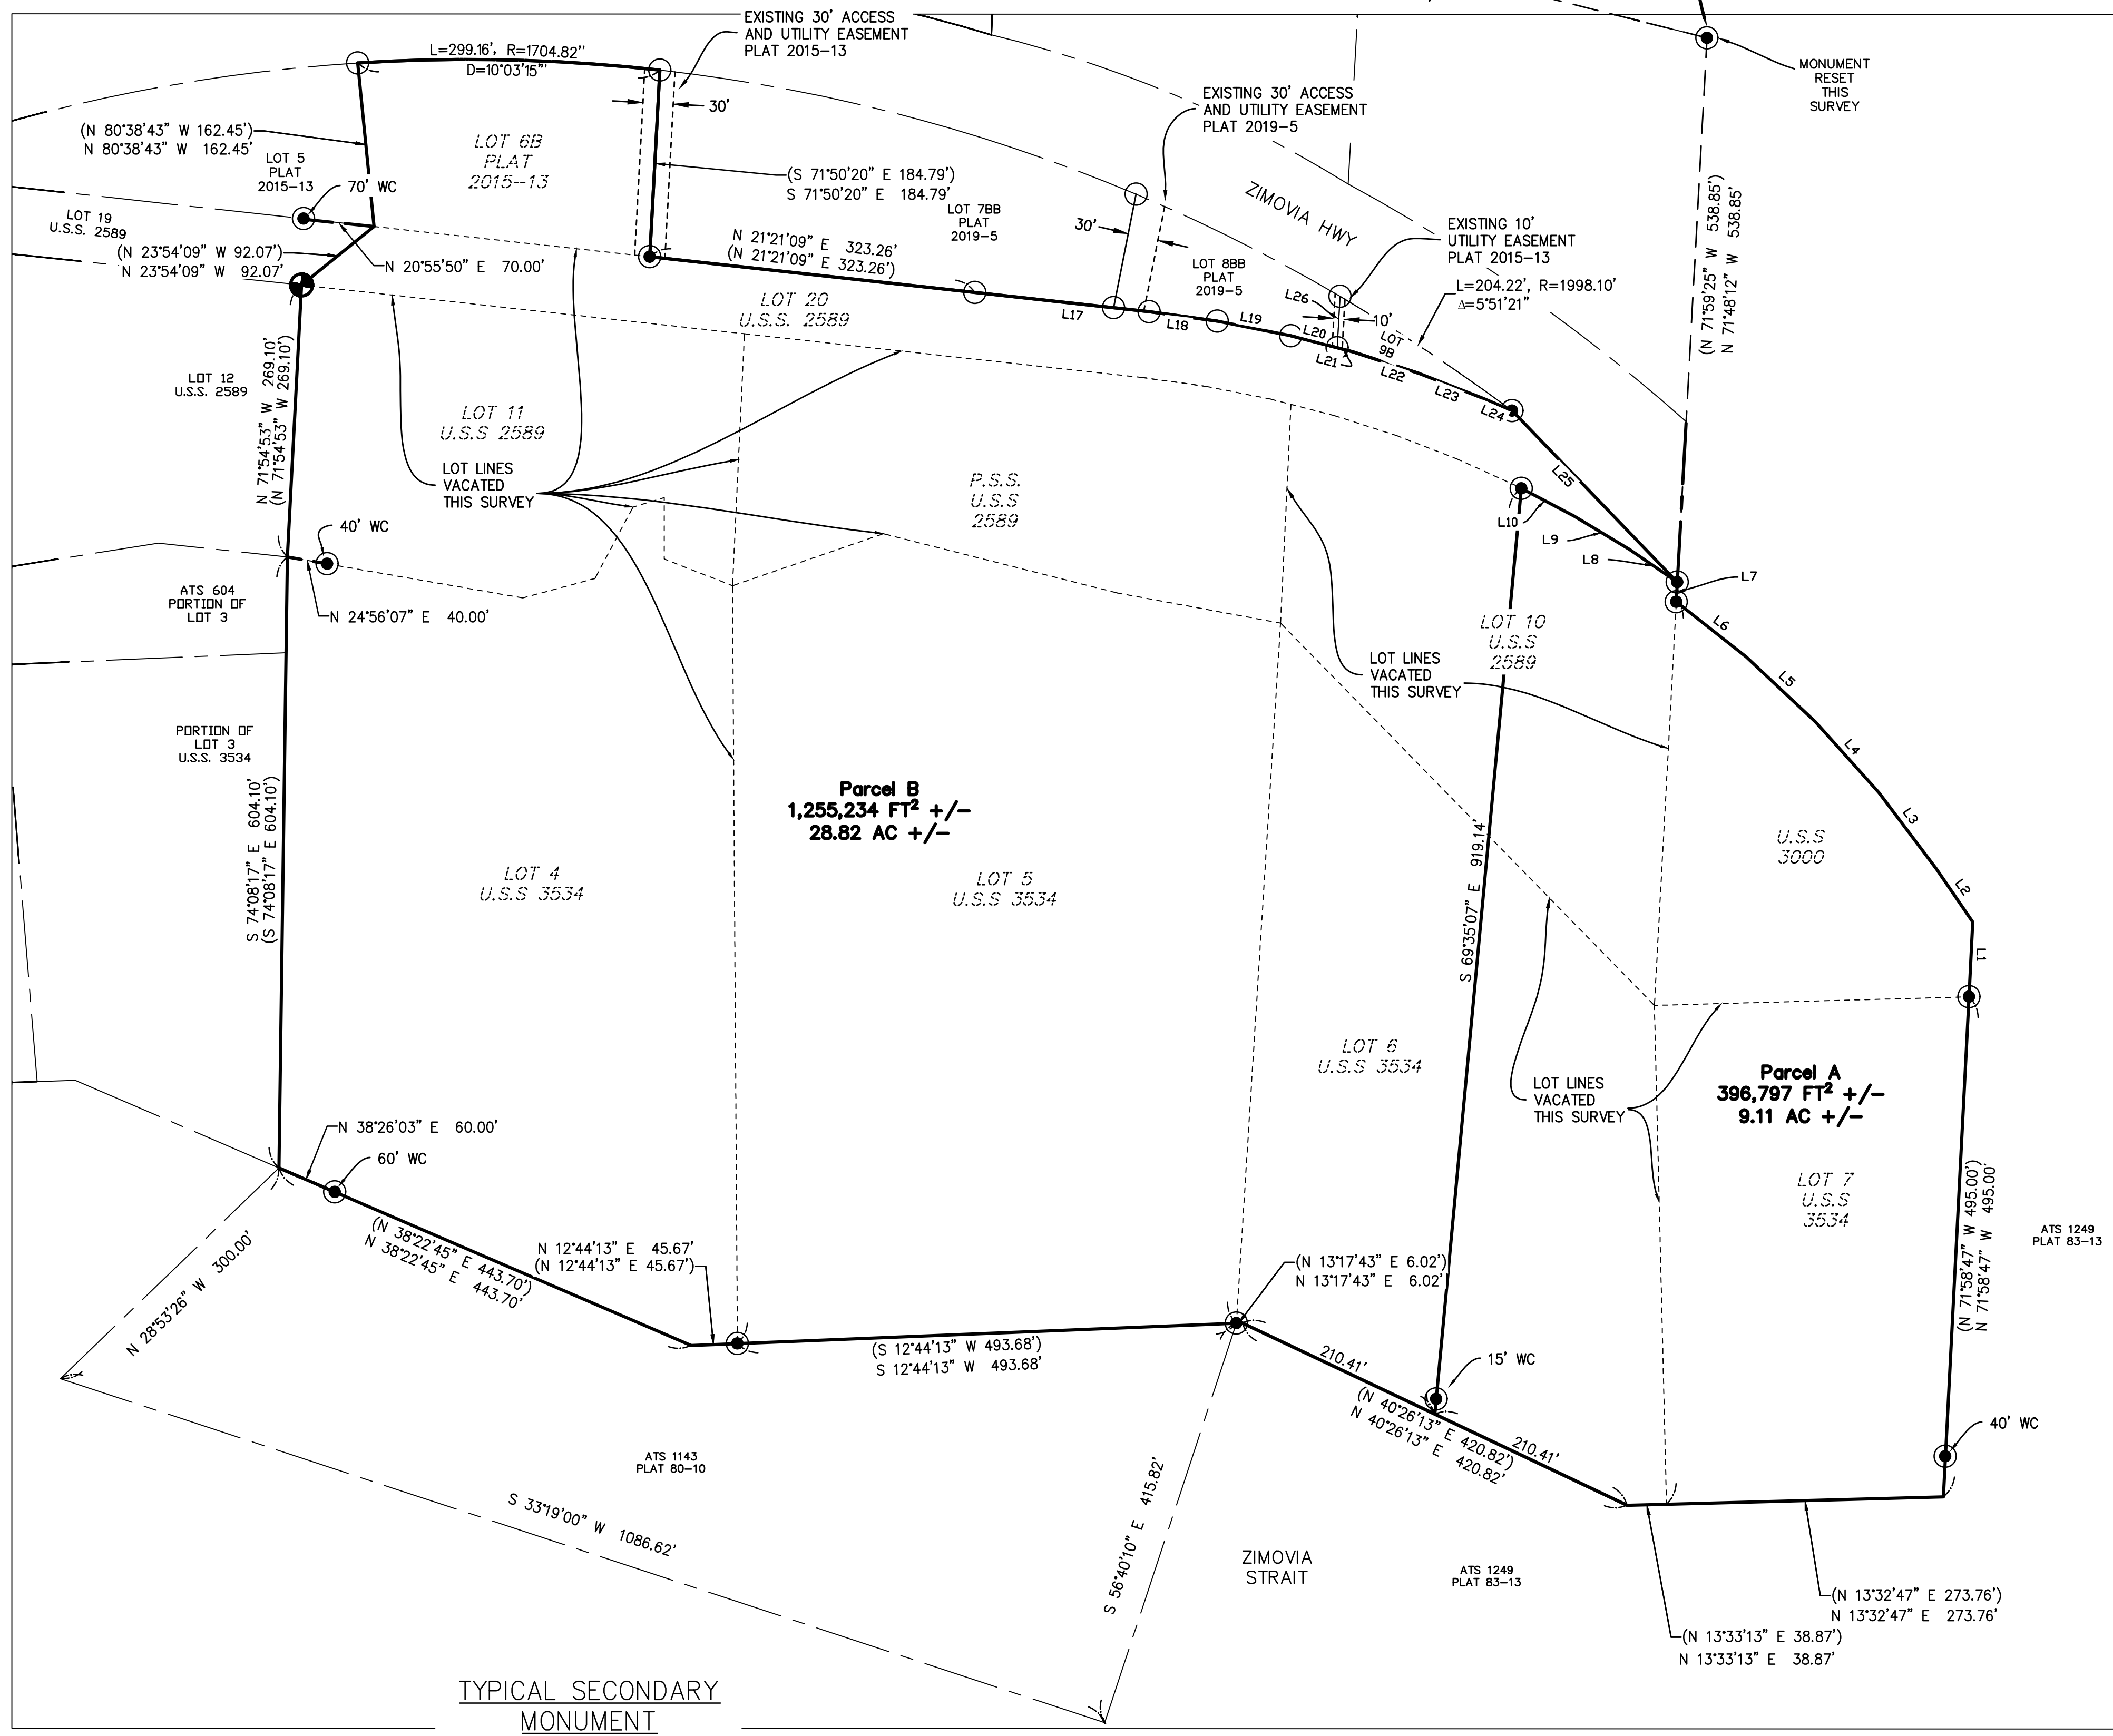 EXISTING 30' ACCESS
AND UTILITY EASEMENT
PLAT 2015-13
L=299.16', R=1704.82''
D=10°03'15"'
30'
MONUMENT
RESET
THIS
SURVEY
EXISTING 30' ACCESS
AND UTILITY EASEMENT
PLAT 2019-5
(N 80°38'43" W 162.45')
N 80°38'43" W 162.45'
LOT 6B
PLAT
2015--13
LOT 5
PLAT
2015-13
70' WC
(S 71°50'20" E 184.79')
S 71°50'20" E 184.79'
LOT 7BB
PLAT
2019-5
30'
ZIMOVIA HWY
(N 71°59'25" W 538.85')
N 71°48'12" W 538.85'
LOT 19
U.S.S. 2589
(N 23°54'09" W 92.07')
N 23°54'09" W 92.07'
N 20°55'50" E 70.00'
N 21°21'09" E 323.26'
(N 21°21'09" E 323.26')
LOT 8BB
PLAT
2019-5
EXISTING 10'
UTILITY EASEMENT
PLAT 2015-13
L=204.22', R=1998.10'
Δ=5°51'21"
LOT 20
U.S.S. 2589
L17
L18
L19
L20
L26
10'
L21
LOT
9B
L22
L23
L24
L25
N 71°54'53" W 269.10'
(N 71°54'53" W 269.10')
LOT 12
U.S.S. 2589
LOT 11
U.S.S 2589
LOT LINES
VACATED
THIS SURVEY
P.S.S.
U.S.S
2589
L10
L9
L8
L7
L6
40' WC
ATS 604
PORTION OF
LOT 3
N 24°56'07" E 40.00'
LOT 10
U.S.S
2589
LOT LINES
VACATED
THIS SURVEY
L5
L4
L3
L2
L1
PORTION OF
LOT 3
U.S.S. 3534
S 74°08'17" E 604.10'
(S 74°08'17" E 604.10')
Parcel B
1,255,234 FT² +/-
28.82 AC +/-
S 69°35'07" E 919.14'
U.S.S
3000
LOT 4
U.S.S 3534
LOT 5
U.S.S 3534
LOT 6
U.S.S 3534
LOT LINES
VACATED
THIS SURVEY
Parcel A
396,797 FT² +/-
9.11 AC +/-
LOT 7
U.S.S
3534
(N 71°58'47" W 495.00')
N 71°58'47" W 495.00'
ATS 1249
PLAT 83-13
N 38°26'03" E 60.00'
60' WC
N 28°53'26" W 300.00'
(N 38°22'45" E 443.70')
N 38°22'45" E 443.70'
N 12°44'13" E 45.67'
(N 12°44'13" E 45.67')
(S 12°44'13" W 493.68')
S 12°44'13" W 493.68'
(N 13°17'43" E 6.02')
N 13°17'43" E 6.02'
210.41'
15' WC
(N 40°26'13" E 420.82')
N 40°26'13" E 420.82'
210.41'
40' WC
ATS 1143
PLAT 80-10
S 33°19'00" W 1086.62'
S 56°40'10" E 415.82'
ZIMOVIA
STRAIT
ATS 1249
PLAT 83-13
(N 13°32'47" E 273.76')
N 13°32'47" E 273.76'
(N 13°33'13" E 38.87')
N 13°33'13" E 38.87'
TYPICAL SECONDARY
MONUMENT